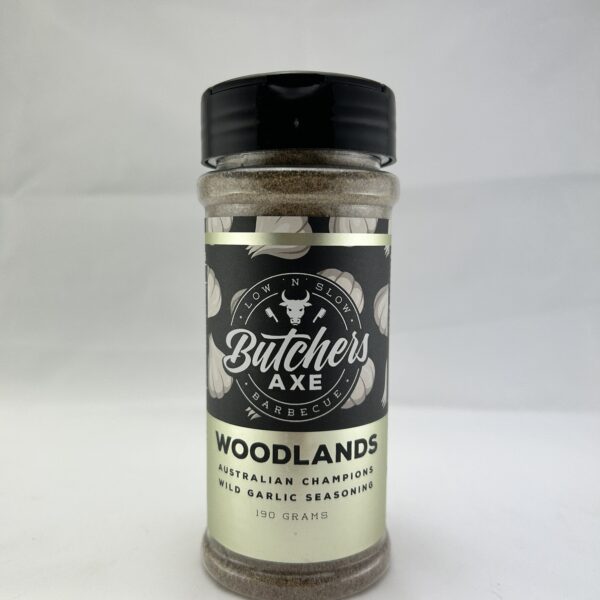 LOW 'N' SLOW
Butchers
AXE
BARBECUE
WOODLANDS
AUSTRALIAN CHAMPIONS
WILD GARLIC SEASONING
190 GRAMS